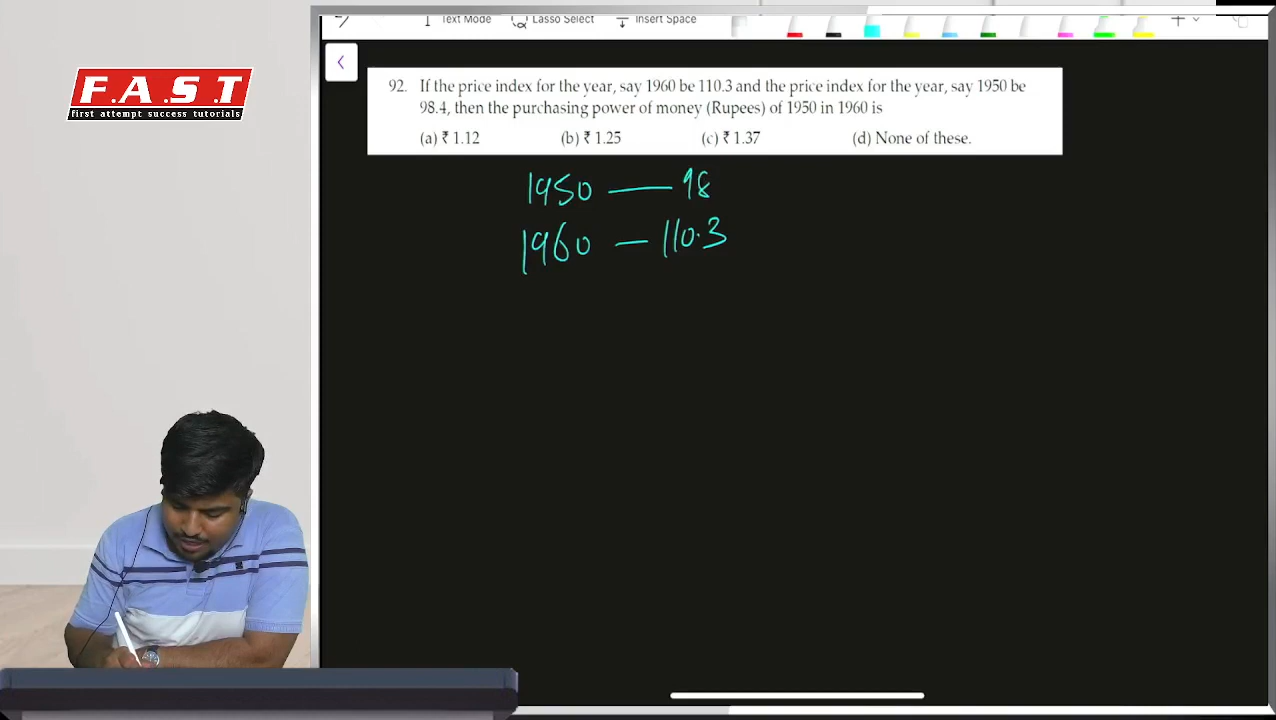 Text Mode Lasso Select Insert Space
F.A.S.T
first attempt success tutorials
92. If the price index for the year, say 1960 be 110.3 and the price index for the year, say 1950 be
98.4, then the purchasing power of money (Rupees) of 1950 in 1960 is
(a) ₹ 1.12 (b) ₹ 1.25 (c) ₹ 1.37 (d) None of these.
1950 — 98
1960 — 110.3